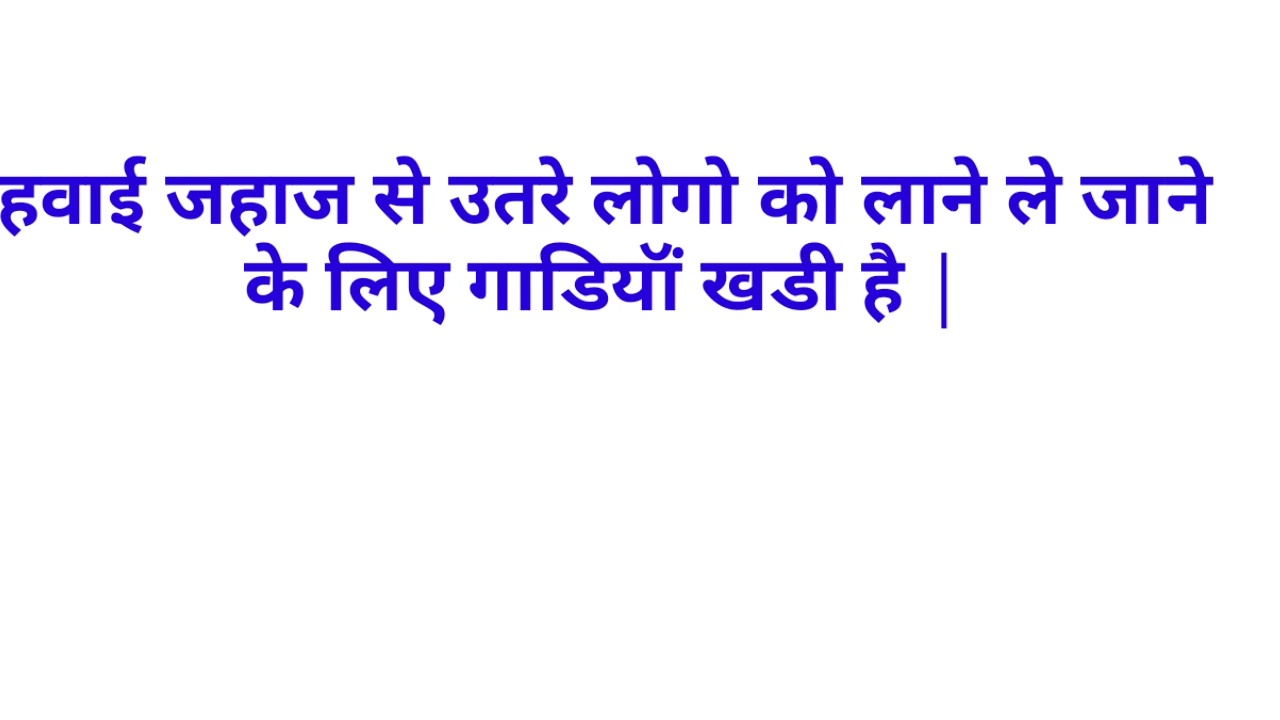 हवाई जहाज से उतरे लोगो को लाने ले जाने
के लिए गाडियॉं खडी है |